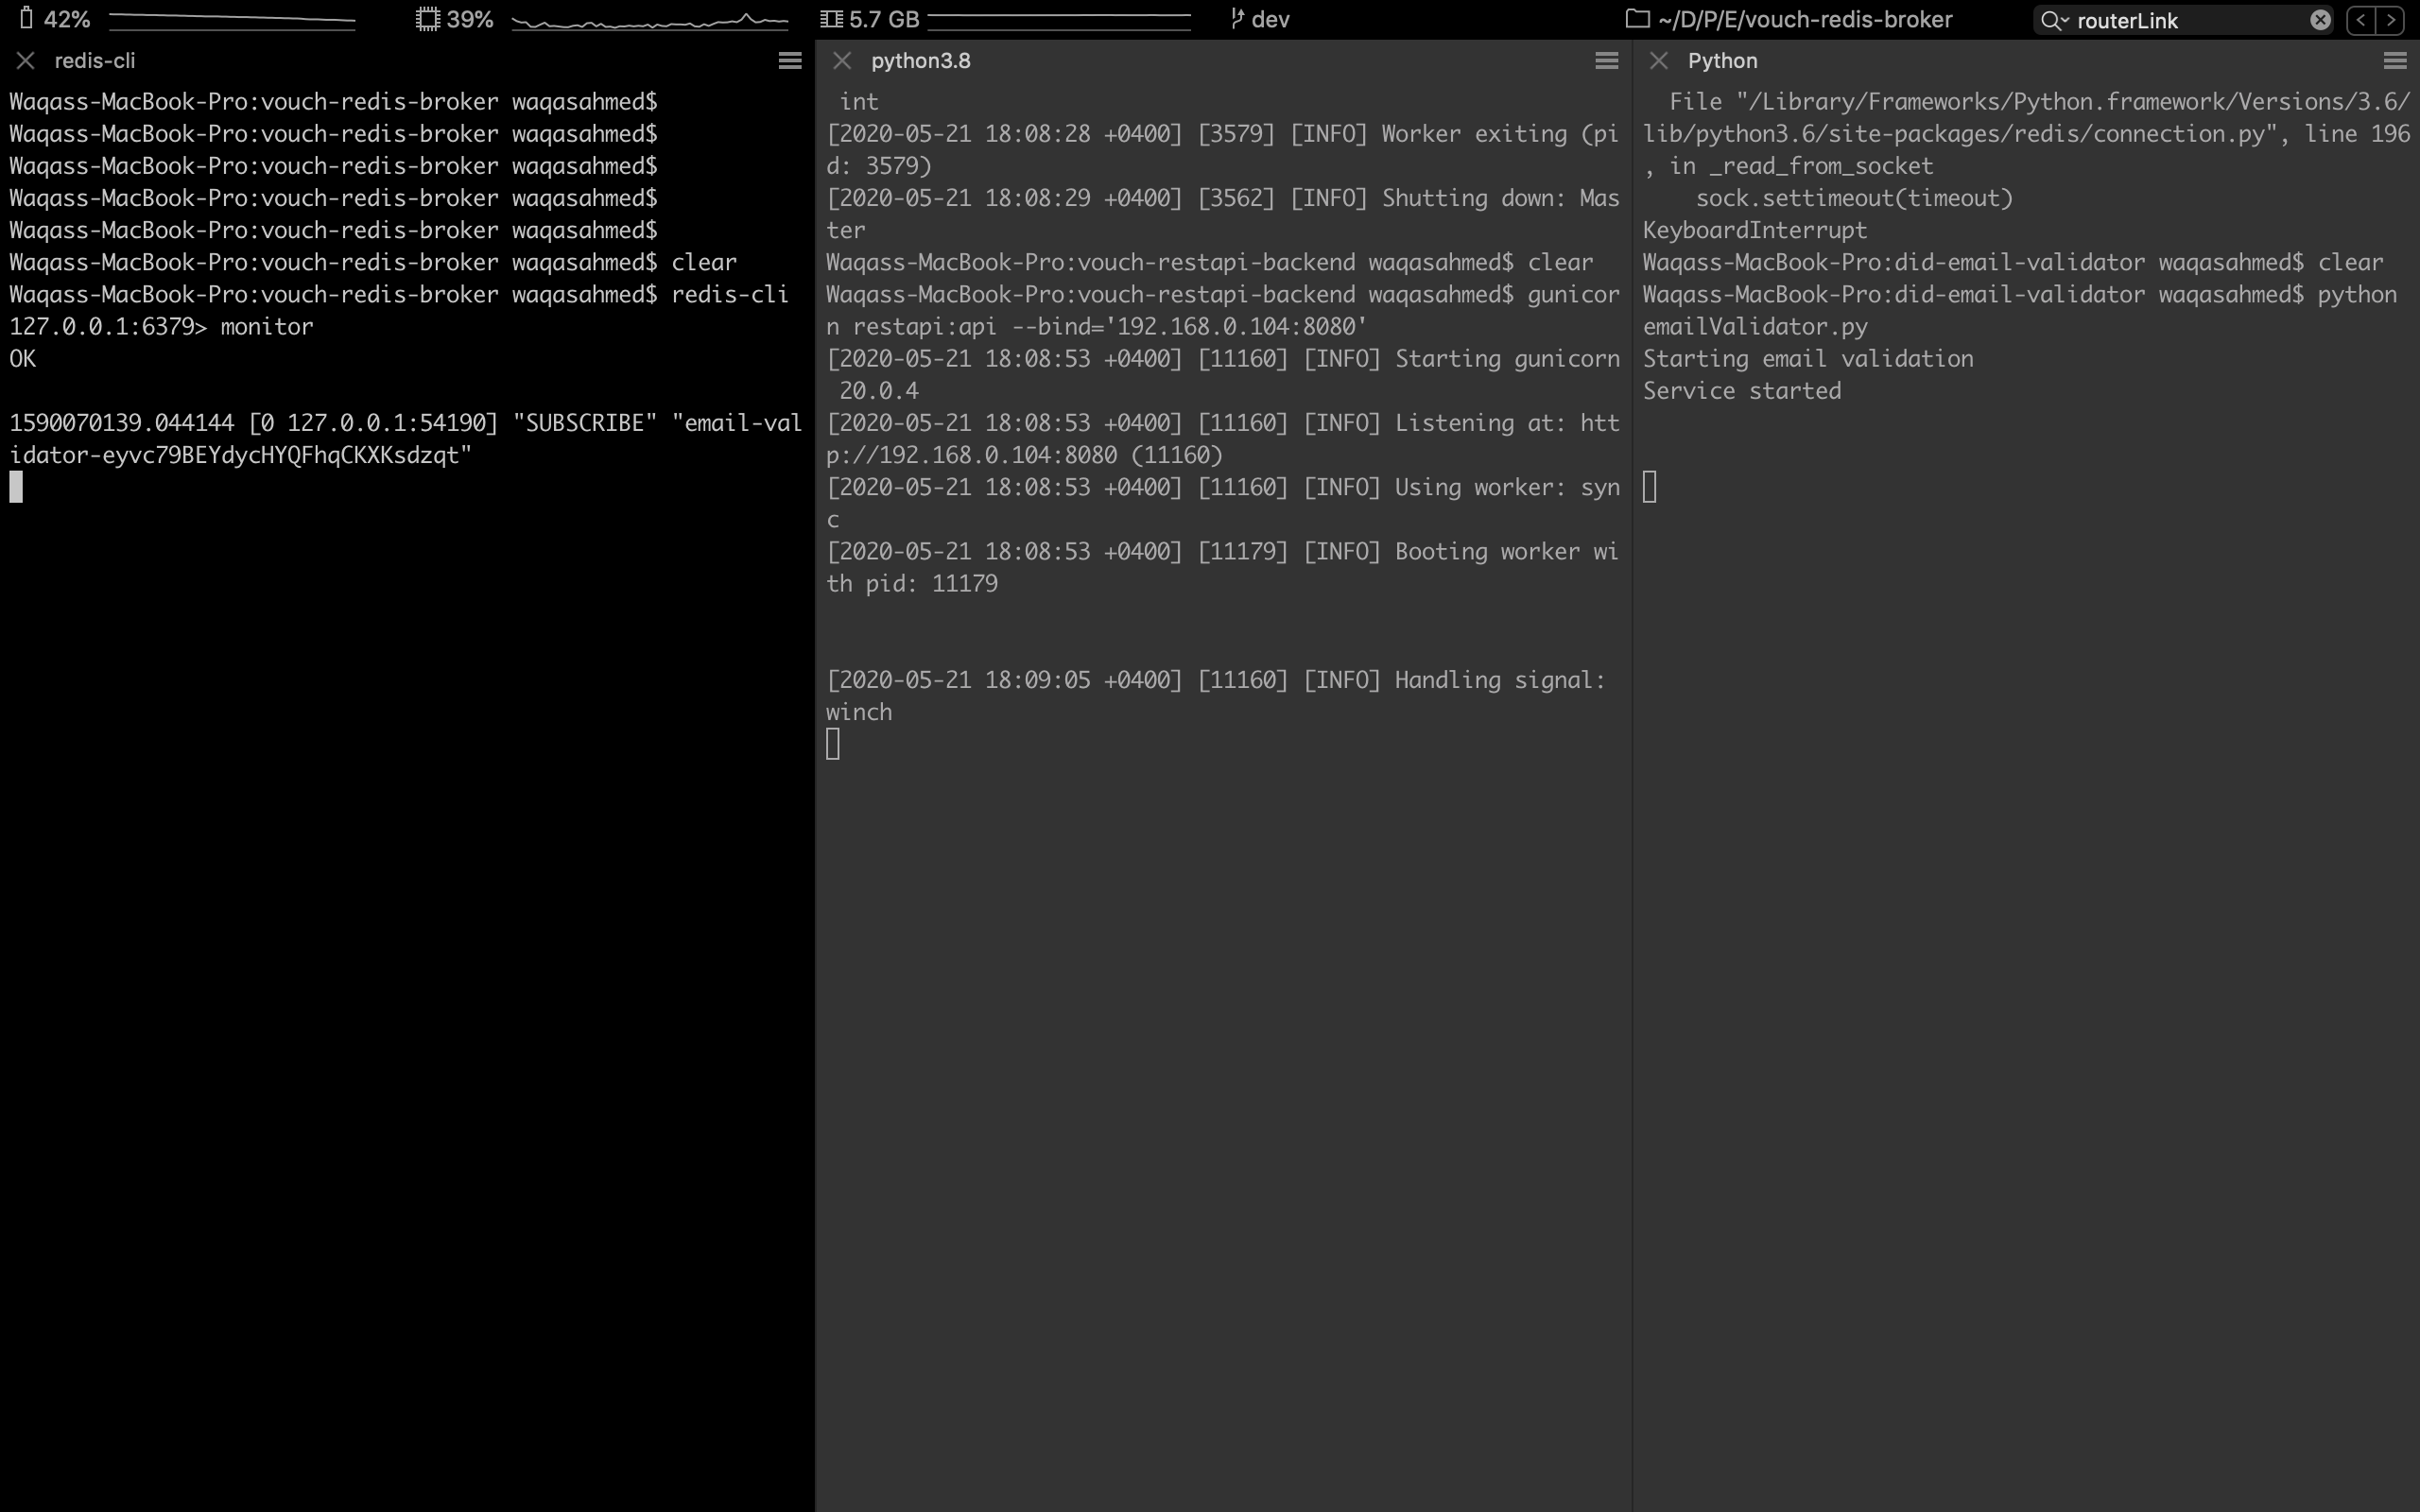 42%
39%
5.7 GB
dev
~/D/P/E/vouch-redis-broker
routerLink
redis-cli
Waqass-MacBook-Pro:vouch-redis-broker waqasahmed$
Waqass-MacBook-Pro:vouch-redis-broker waqasahmed$
Waqass-MacBook-Pro:vouch-redis-broker waqasahmed$
Waqass-MacBook-Pro:vouch-redis-broker waqasahmed$
Waqass-MacBook-Pro:vouch-redis-broker waqasahmed$
Waqass-MacBook-Pro:vouch-redis-broker waqasahmed$ clear
Waqass-MacBook-Pro:vouch-redis-broker waqasahmed$ redis-cli
127.0.0.1:6379> monitor
OK
1590070139.044144 [0 127.0.0.1:54190] "SUBSCRIBE" "email-val
idator-eyvc79BEYdycHYQFhqCKXKsdzqt"
python3.8
int
[2020-05-21 18:08:28 +0400] [3579] [INFO] Worker exiting (pi
d: 3579)
[2020-05-21 18:08:29 +0400] [3562] [INFO] Shutting down: Mas
ter
Waqass-MacBook-Pro:vouch-restapi-backend waqasahmed$ clear
Waqass-MacBook-Pro:vouch-restapi-backend waqasahmed$ gunicor
n restapi:api --bind='192.168.0.104:8080'
[2020-05-21 18:08:53 +0400] [11160] [INFO] Starting gunicorn
20.0.4
[2020-05-21 18:08:53 +0400] [11160] [INFO] Listening at: htt
p://192.168.0.104:8080 (11160)
[2020-05-21 18:08:53 +0400] [11160] [INFO] Using worker: syn
c
[2020-05-21 18:08:53 +0400] [11179] [INFO] Booting worker wi
th pid: 11179
[2020-05-21 18:09:05 +0400] [11160] [INFO] Handling signal:
winch
Python
File "/Library/Frameworks/Python.framework/Versions/3.6/
lib/python3.6/site-packages/redis/connection.py", line 196
, in _read_from_socket
sock.settimeout(timeout)
KeyboardInterrupt
Waqass-MacBook-Pro:did-email-validator waqasahmed$ clear
Waqass-MacBook-Pro:did-email-validator waqasahmed$ python
emailValidator.py
Starting email validation
Service started